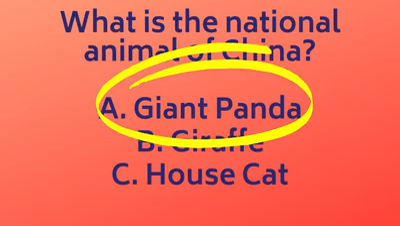 What is the national
animal of China?
A. Giant Panda
B. Giraffe
C. House Cat